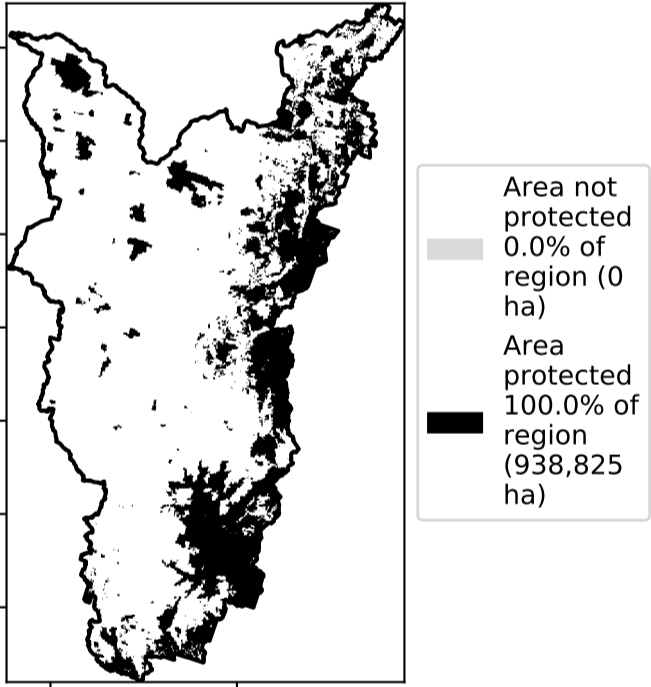 Area not
protected
0.0% of
region (0
ha)
Area
protected
100.0% of
region
(938,825
ha)